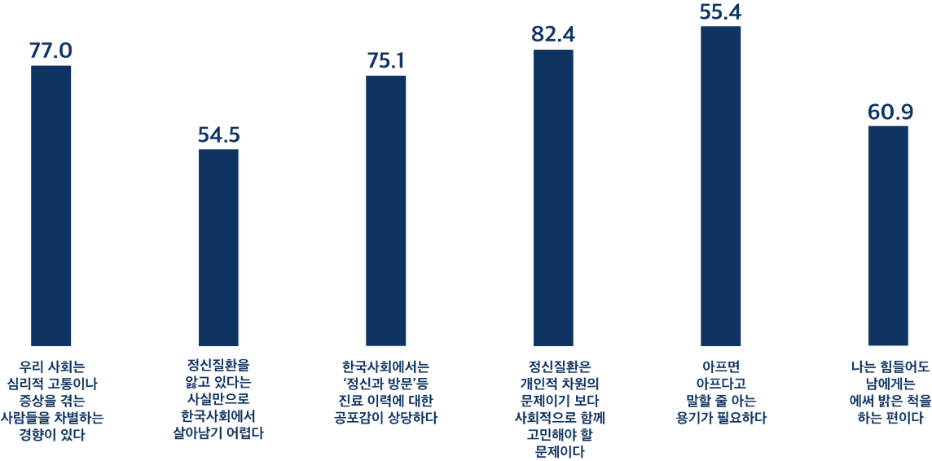 77.0
54.5
75.1
82.4
55.4
60.9
우리 사회는
심리적 고통이나
증상을 겪는
사람들을 차별하는
경향이 있다
정신질환을
앓고 있다는
사실만으로
한국사회에서
살아남기 어렵다
한국사회에서는
‘정신과 방문’등
진료 이력에 대한
공포감이 상당하다
정신질환은
개인적 차원의
문제이기 보다
사회적으로 함께
고민해야 할
문제이다
아프면
아프다고
말할 줄 아는
용기가 필요하다
나는 힘들어도
남에게는
에써 밝은 척을
하는 편이다